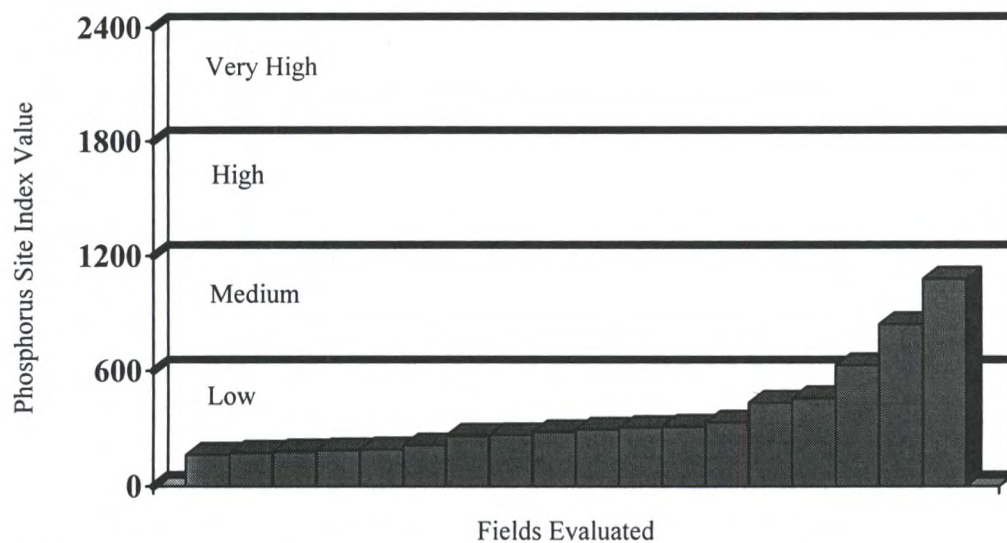 2400
Very High
1800
High
1200
Medium
600
Low
0
Phosphorus Site Index Value
Fields Evaluated